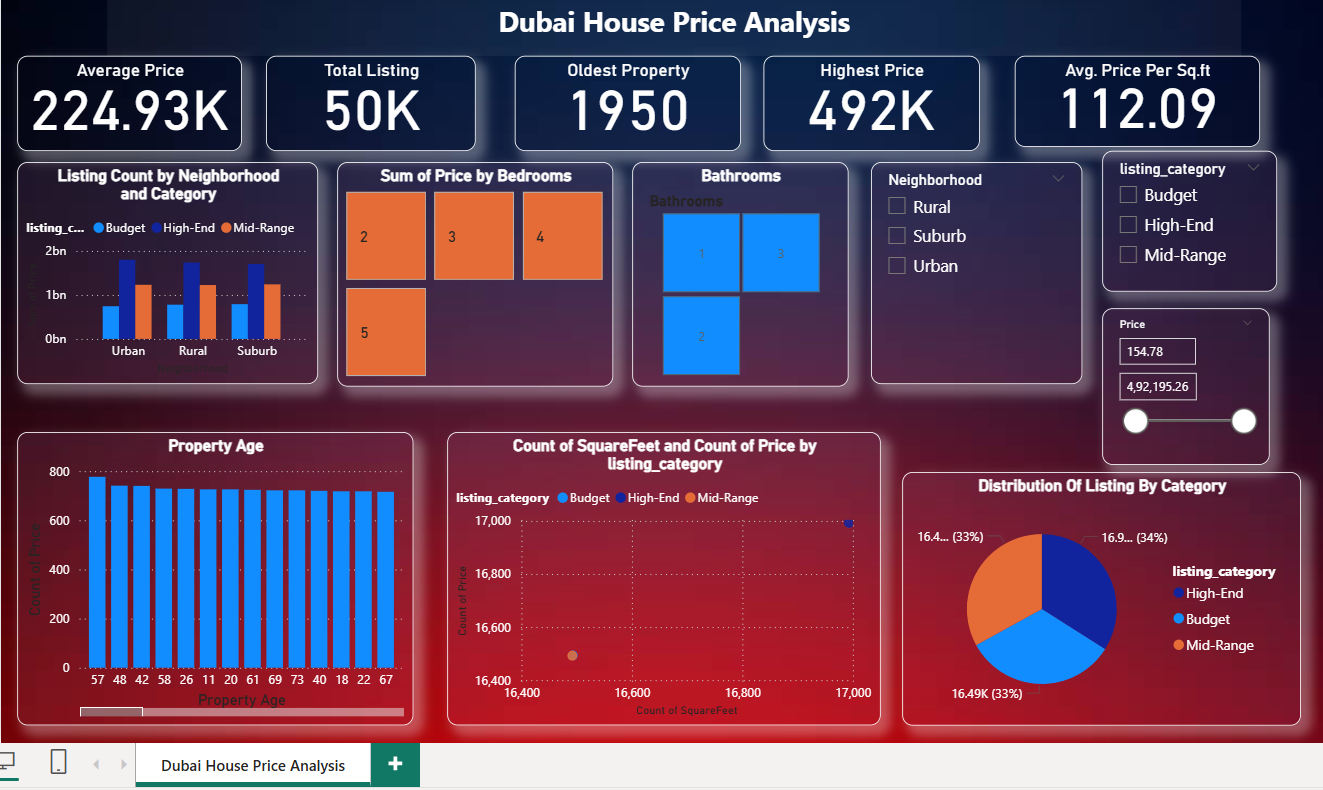 Dubai House Price Analysis
Average Price
224.93K
Total Listing
50K
Oldest Property
1950
Highest Price
492K
Avg. Price Per Sq.ft
112.09
Listing Count by Neighborhood
and Category
listing_c...
Budget
High-End
Mid-Range
2bn
1bn
0bn
Urban
Rural
Suburb
Sum of Price by Bedrooms
2
3
4
5
Bathrooms
Bathrooms
1
3
2
Neighborhood
Rural
Suburb
Urban
listing_category
Budget
High-End
Mid-Range
Price
154.78
4,92,195.26
Property Age
Count of Price
800
600
400
200
0
57 48 42 58 26 11 20 61 69 73 40 18 22 67
Property Age
Count of SquareFeet and Count of Price by
listing_category
listing_category
Budget
High-End
Mid-Range
Count of Price
17,000
16,800
16,600
16,400
16,400 16,600 16,800 17,000
Count of SquareFeet
Distribution Of Listing By Category
16.4... (33%)
16.9... (34%)
16.49K (33%)
listing_category
High-End
Budget
Mid-Range
Dubai House Price Analysis
+